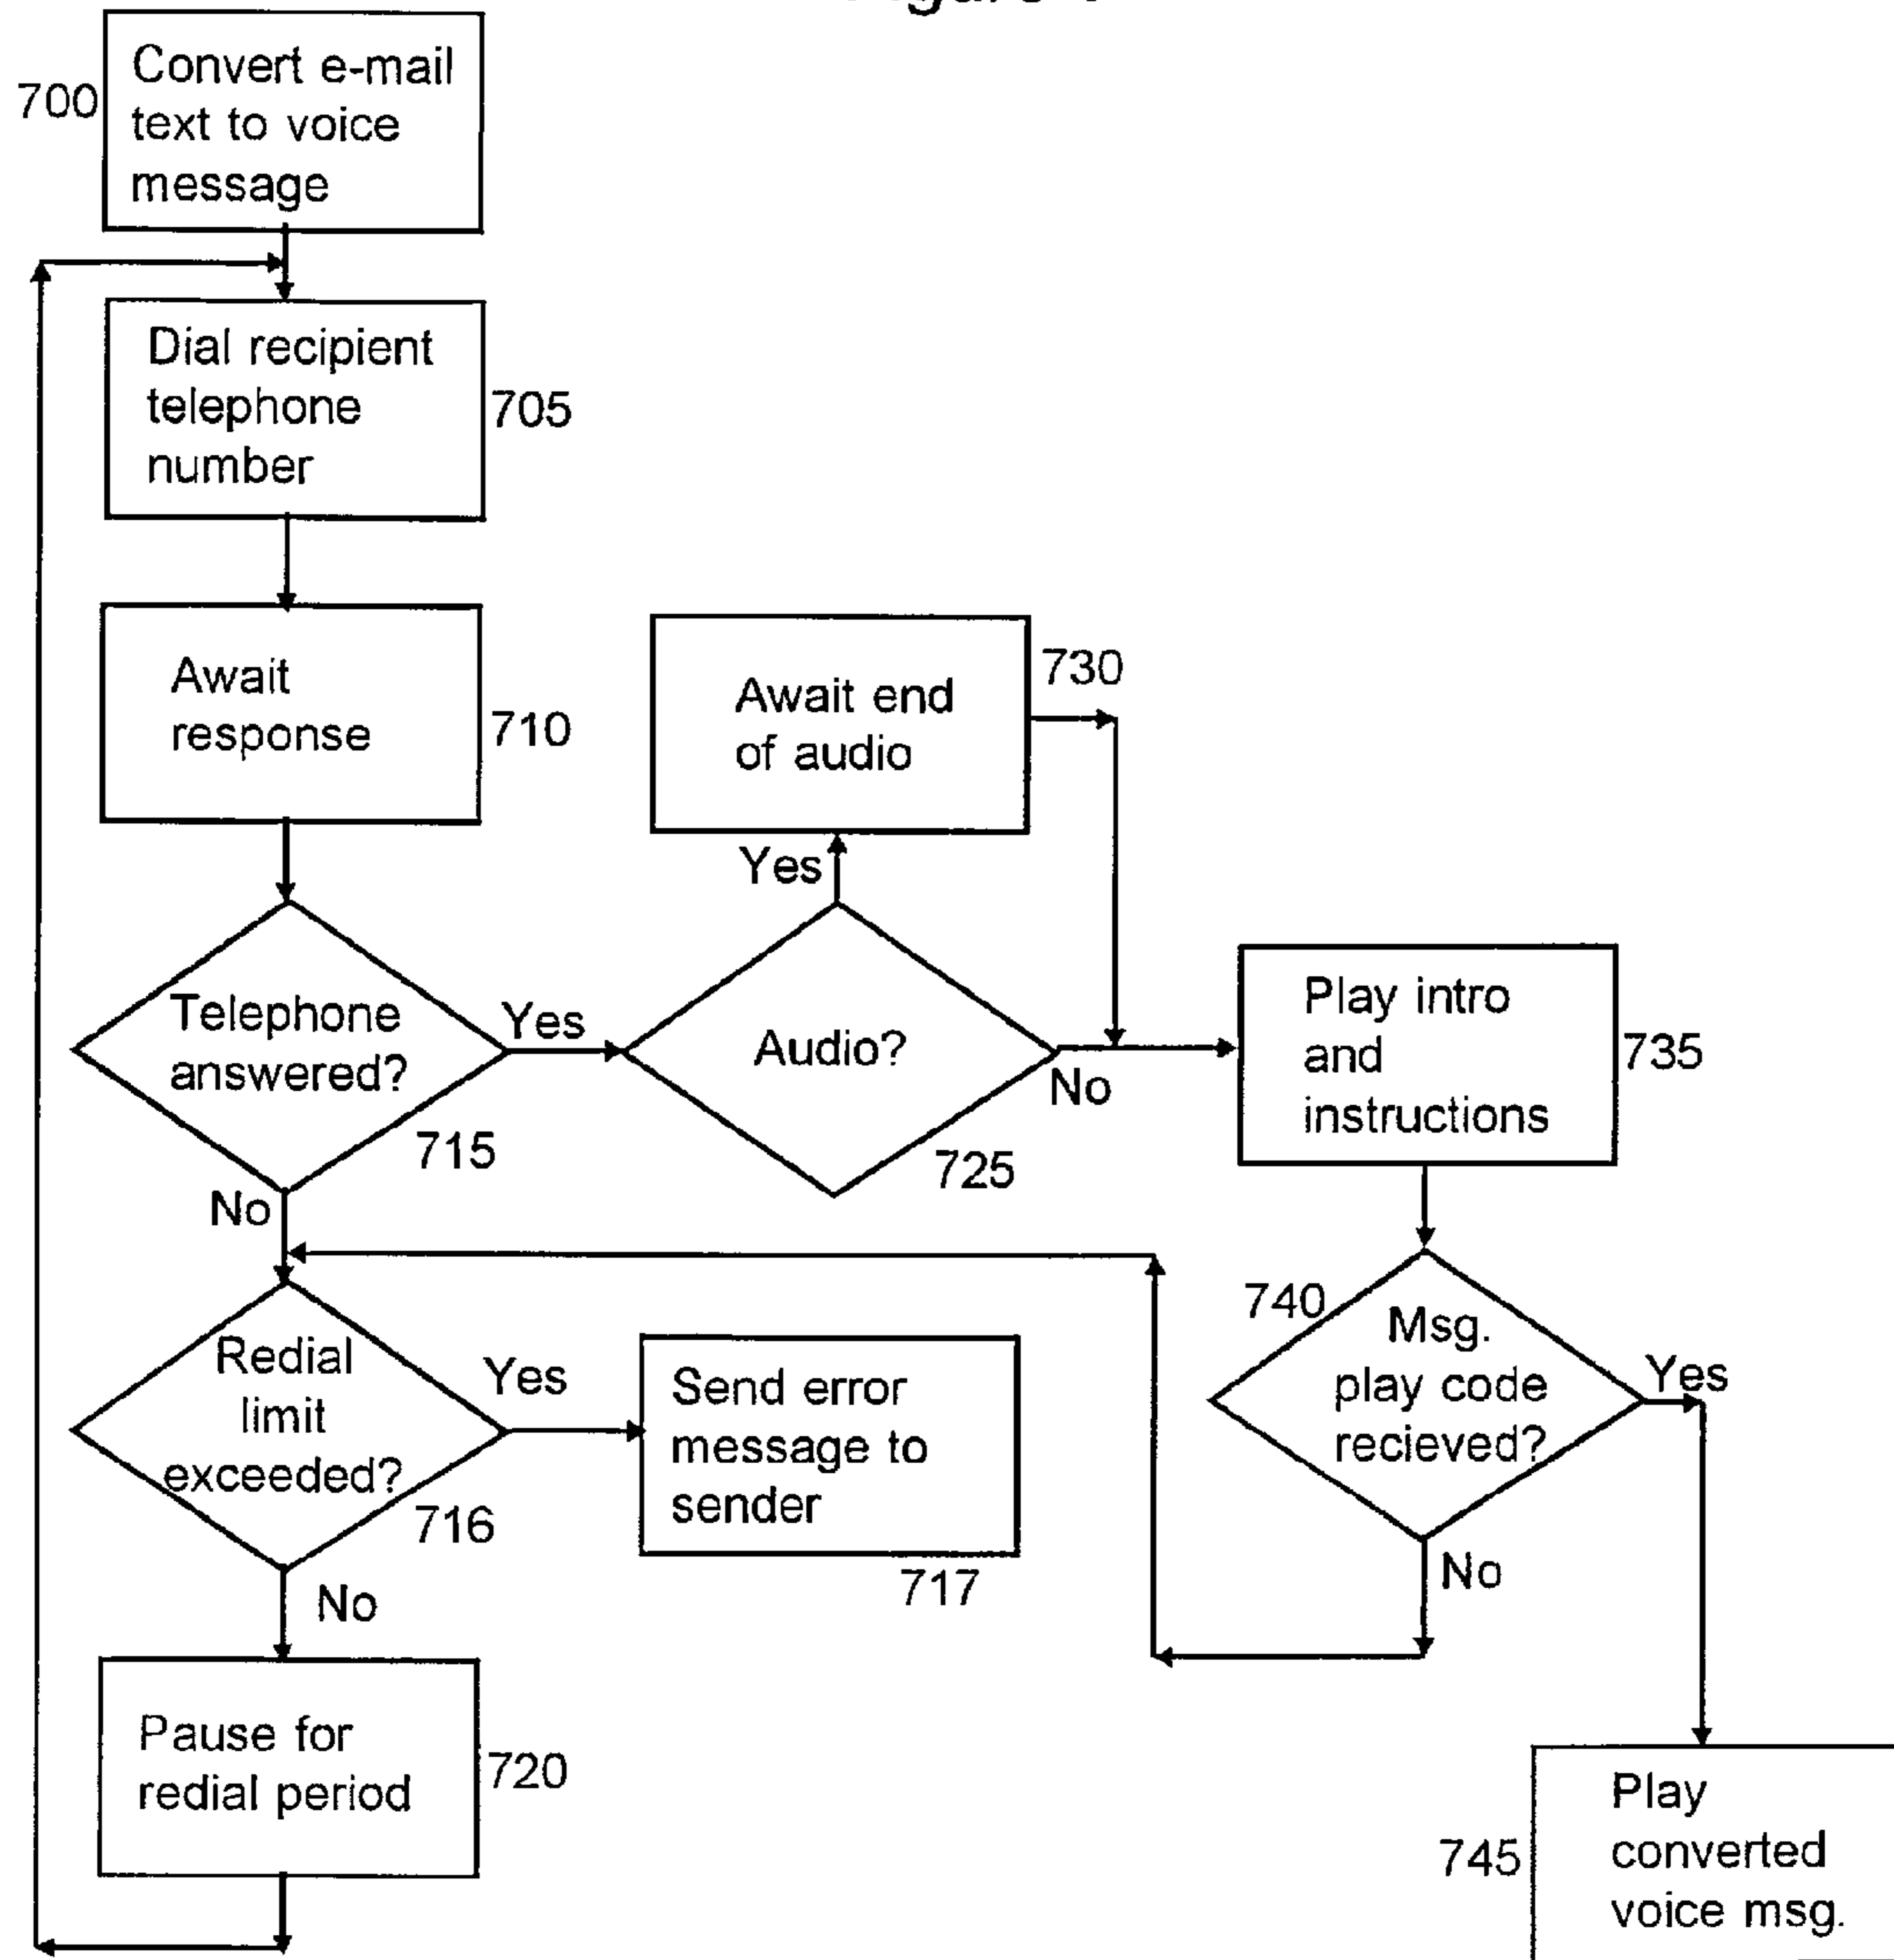 Convert e-mail
text to voice
message
700
Dial recipient
telephone
number
705
Await
response
710
Telephone
answered?
715
Yes
No
Audio?
725
Yes
No
Await end
of audio
730
Play intro
and
instructions
735
740
Msg.
play code
recieved?
Yes
No
Redial
limit
exceeded?
716
Yes
No
Send error
message to
sender
717
Pause for
redial period
720
745
Play
converted
voice msg.